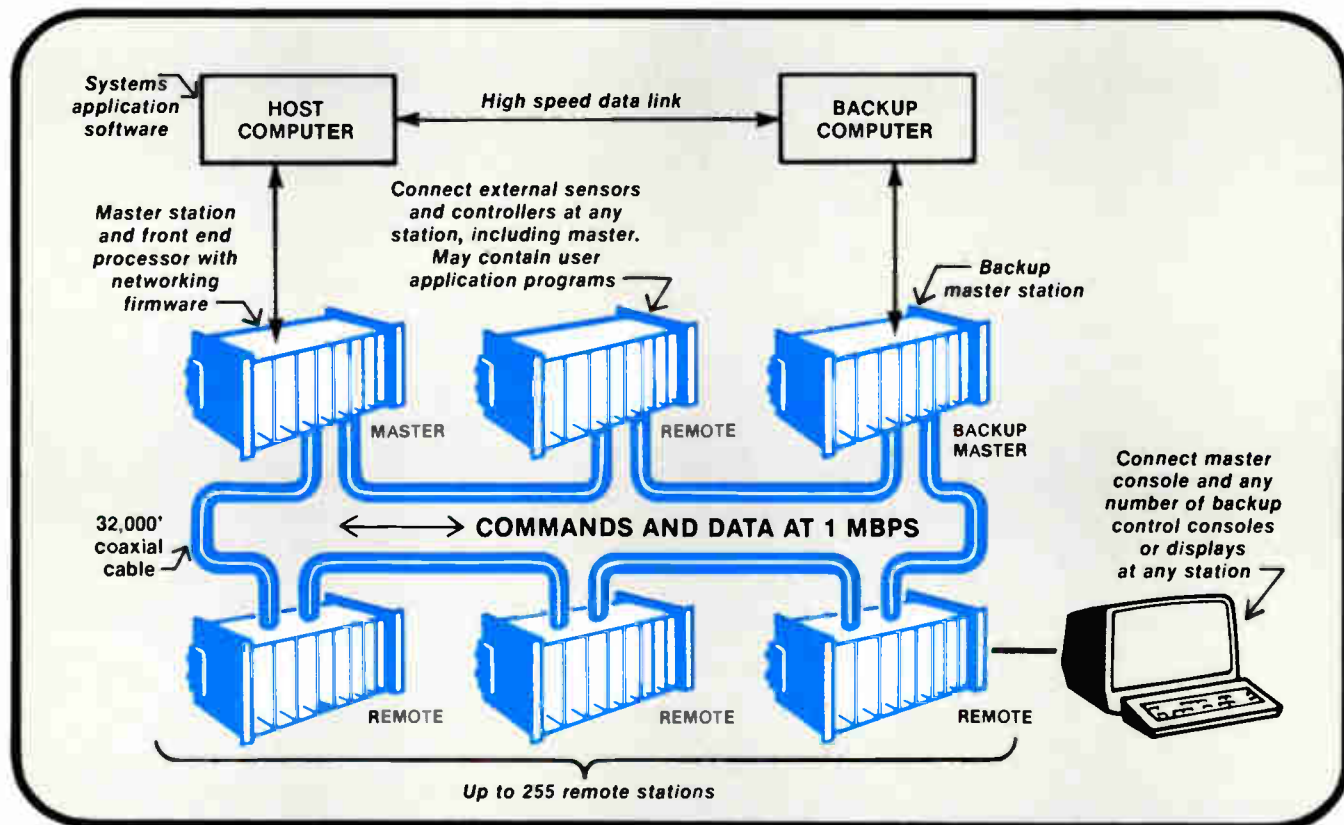 Systems
application
software
HOST
COMPUTER
High speed data link
BACKUP
COMPUTER
Master station
and front end
processor with
networking
firmware
Connect external sensors
and controllers at any
station, including master.
May contain user
application programs
Backup
master station
MASTER
REMOTE
BACKUP
MASTER
32,000'
coaxial
cable
COMMANDS AND DATA AT 1 MBPS
Connect master
console and any
number of backup
control consoles
or displays
at any station
REMOTE
REMOTE
REMOTE
Up to 255 remote stations